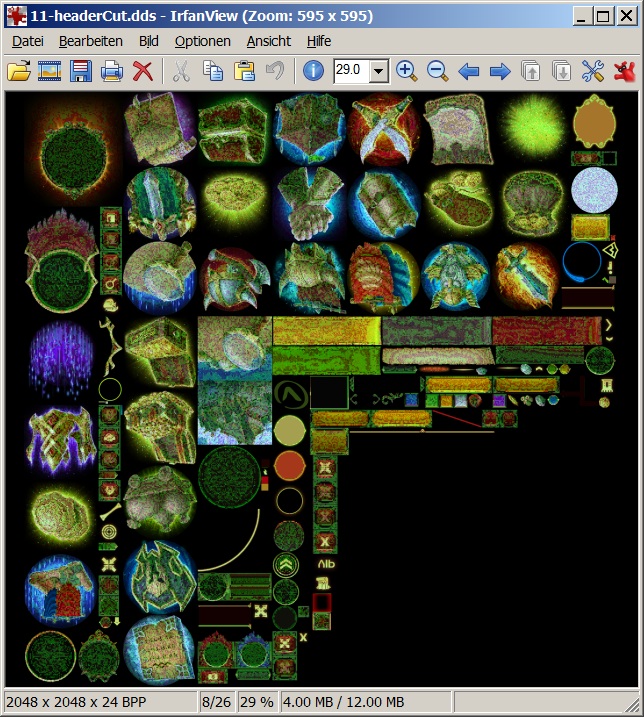 11-headerCut.dds - IrfanView (Zoom: 595 x 595)
Datei Bearbeiten Bild Optionen Ansicht Hilfe
29.0
Alb
2048 x 2048 x 24 BPP 8/26 29 % 4.00 MB / 12.00 MB